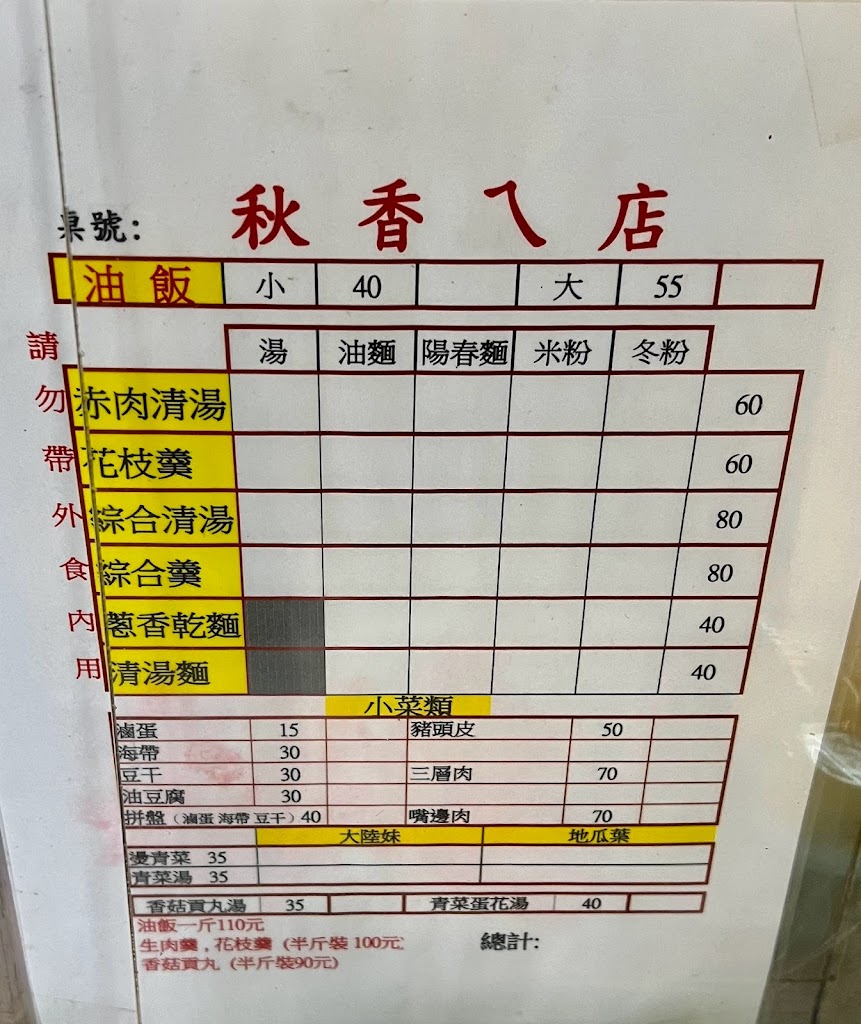 秋香ㄟ店
桌號:
油飯 小 40 大 55
請勿帶外食內用
湯 油麵 陽春麵 米粉 冬粉
赤肉清湯 60
花枝羹 60
綜合清湯 80
綜合羹 80
蔥香乾麵 40
清湯麵 40
小菜類
滷蛋 15 豬頭皮 50
海帶 30
豆干 30 三層肉 70
油豆腐 30
拼盤（滷蛋 海帶 豆干）40 嘴邊肉 70
大陸妹 地瓜葉
燙青菜 35
青菜湯 35
香菇貢丸湯 35 青菜蛋花湯 40
油飯一斤110元
生肉羹,花枝羹（半斤裝 100元）
香菇貢丸（半斤裝90元）
總計: